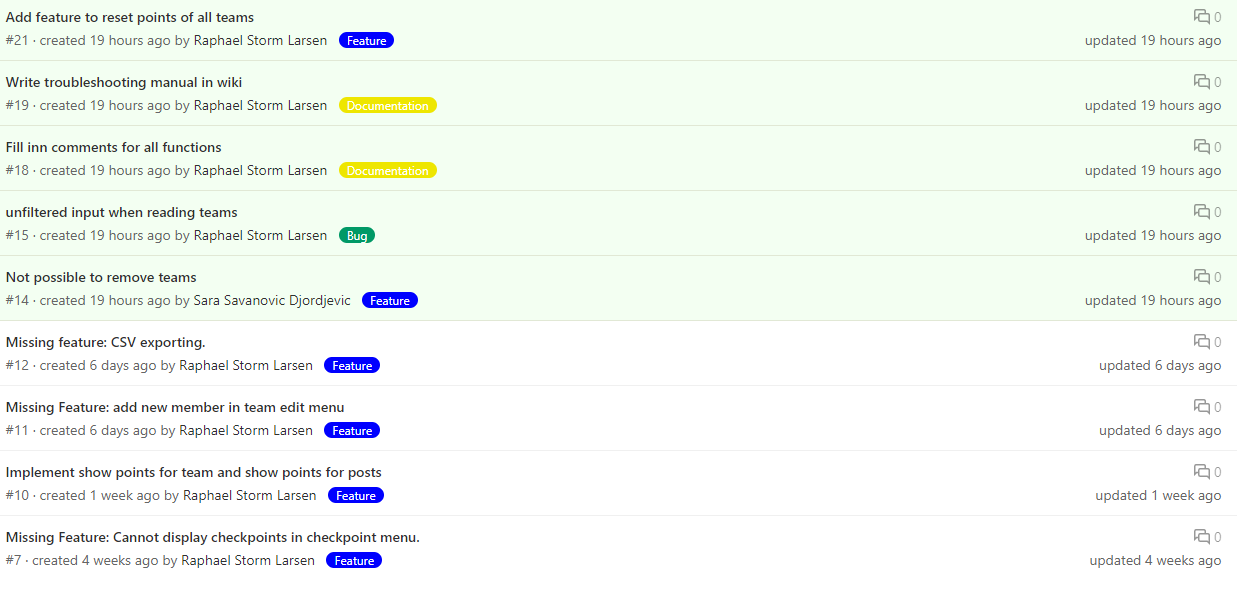 Add feature to reset points of all teams 0
#21 · created 19 hours ago by Raphael Storm Larsen Feature updated 19 hours ago
Write troubleshooting manual in wiki 0
#19 · created 19 hours ago by Raphael Storm Larsen Documentation updated 19 hours ago
Fill inn comments for all functions 0
#18 · created 19 hours ago by Raphael Storm Larsen Documentation updated 19 hours ago
unfiltered input when reading teams 0
#15 · created 19 hours ago by Raphael Storm Larsen Bug updated 19 hours ago
Not possible to remove teams 0
#14 · created 19 hours ago by Sara Savanovic Djordjevic Feature updated 19 hours ago
Missing feature: CSV exporting. 0
#12 · created 6 days ago by Raphael Storm Larsen Feature updated 6 days ago
Missing Feature: add new member in team edit menu 0
#11 · created 6 days ago by Raphael Storm Larsen Feature updated 6 days ago
Implement show points for team and show points for posts 0
#10 · created 1 week ago by Raphael Storm Larsen Feature updated 1 week ago
Missing Feature: Cannot display checkpoints in checkpoint menu. 0
#7 · created 4 weeks ago by Raphael Storm Larsen Feature updated 4 weeks ago